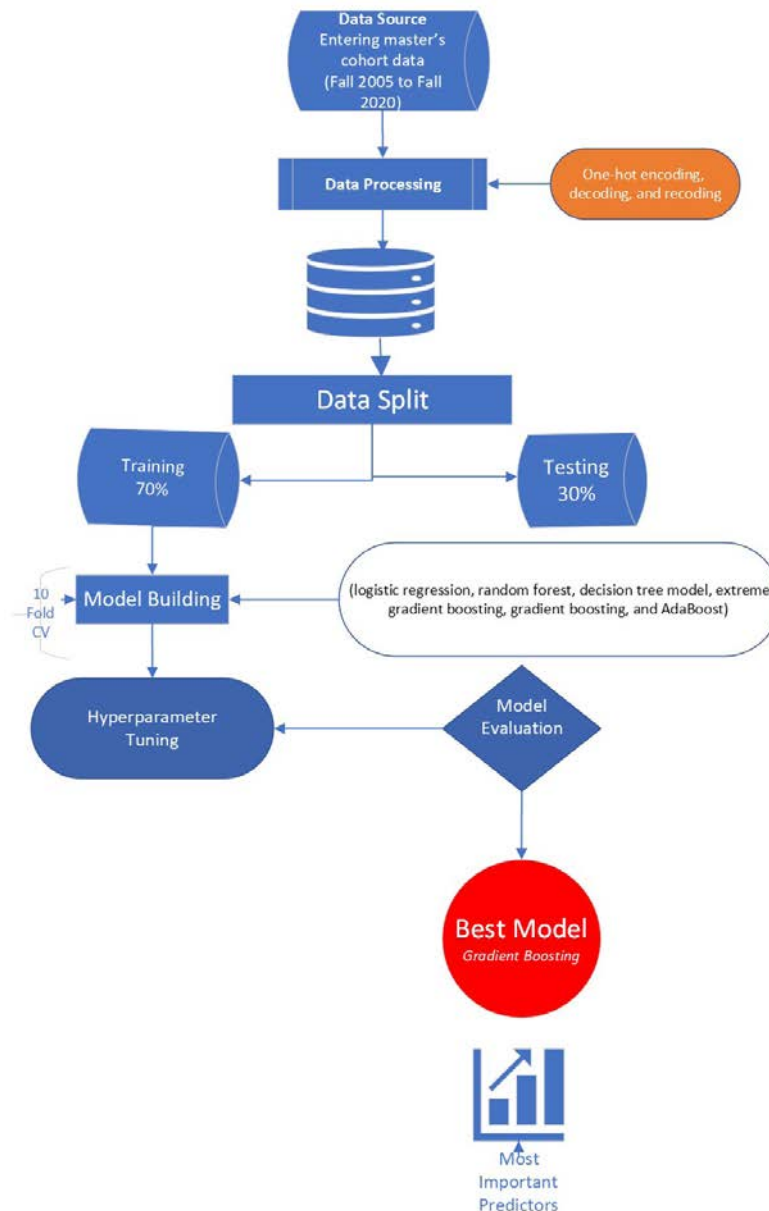 Data Source
Entering master's
cohort data
(Fall 2005 to Fall
2020)
Data Processing
One-hot encoding,
decoding, and recoding
Data Split
Training
70%
Testing
30%
10
Fold
CV
Model Building
(logistic regression, random forest, decision tree model, extreme
gradient boosting, gradient boosting, and AdaBoost)
Hyperparameter
Tuning
Model
Evaluation
Best Model
Gradient Boosting
Most
Important
Predictors